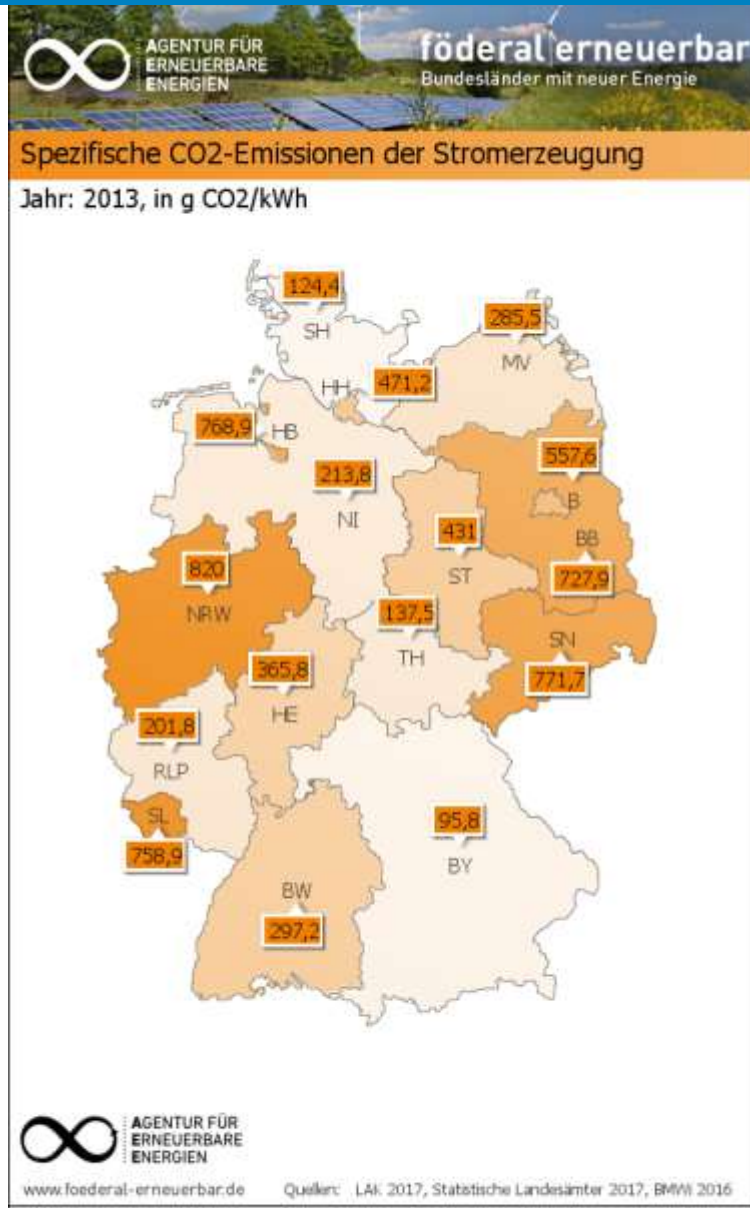 AGENTUR FÜR
ERNEUERBARE
ENERGIEN
föderal erneuerbar
Bundesländer mit neuer Energie
Spezifische CO2-Emissionen der Stromerzeugung
Jahr: 2013, in g CO2/kWh
124,4
SH
285,5
MV
HH
471,2
768,9
HB
557,6
B
213,8
NI
431
ST
BB
727,9
820
NRW
137,5
TH
SN
771,7
365,8
HE
201,8
RLP
SL
758,9
95,8
BY
BW
297,2
AGENTUR FÜR
ERNEUERBARE
ENERGIEN
www.foederal-erneuerbar.de
Quellen: LAK 2017, Statistische Landesämter 2017, BMWi 2016